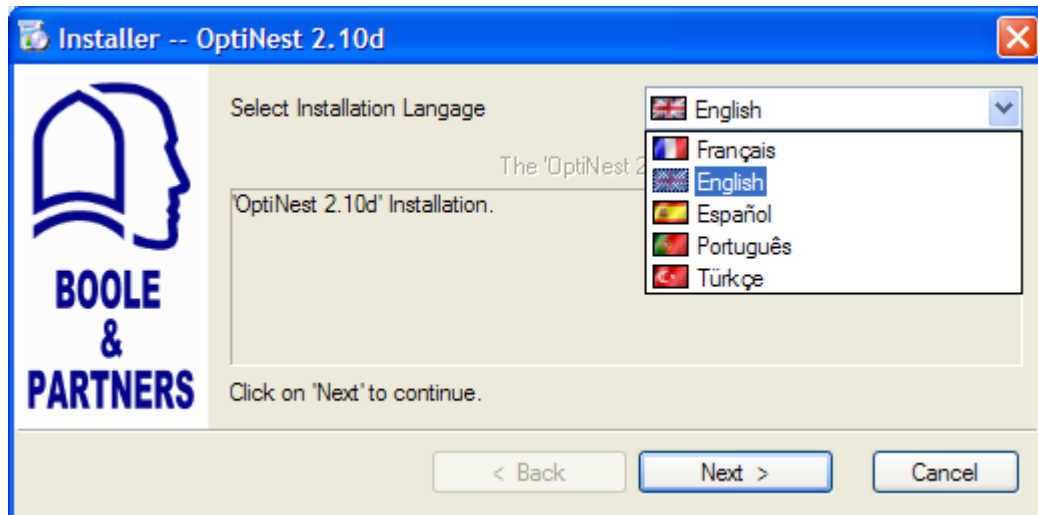 Installer -- OptiNest 2.10d
Select Installation Langage
English
The 'OptiNest 2
Français
English
Español
Português
Türkçe
'OptiNest 2.10d' Installation.
BOOLE
&
PARTNERS
Click on 'Next' to continue.
< Back
Next >
Cancel